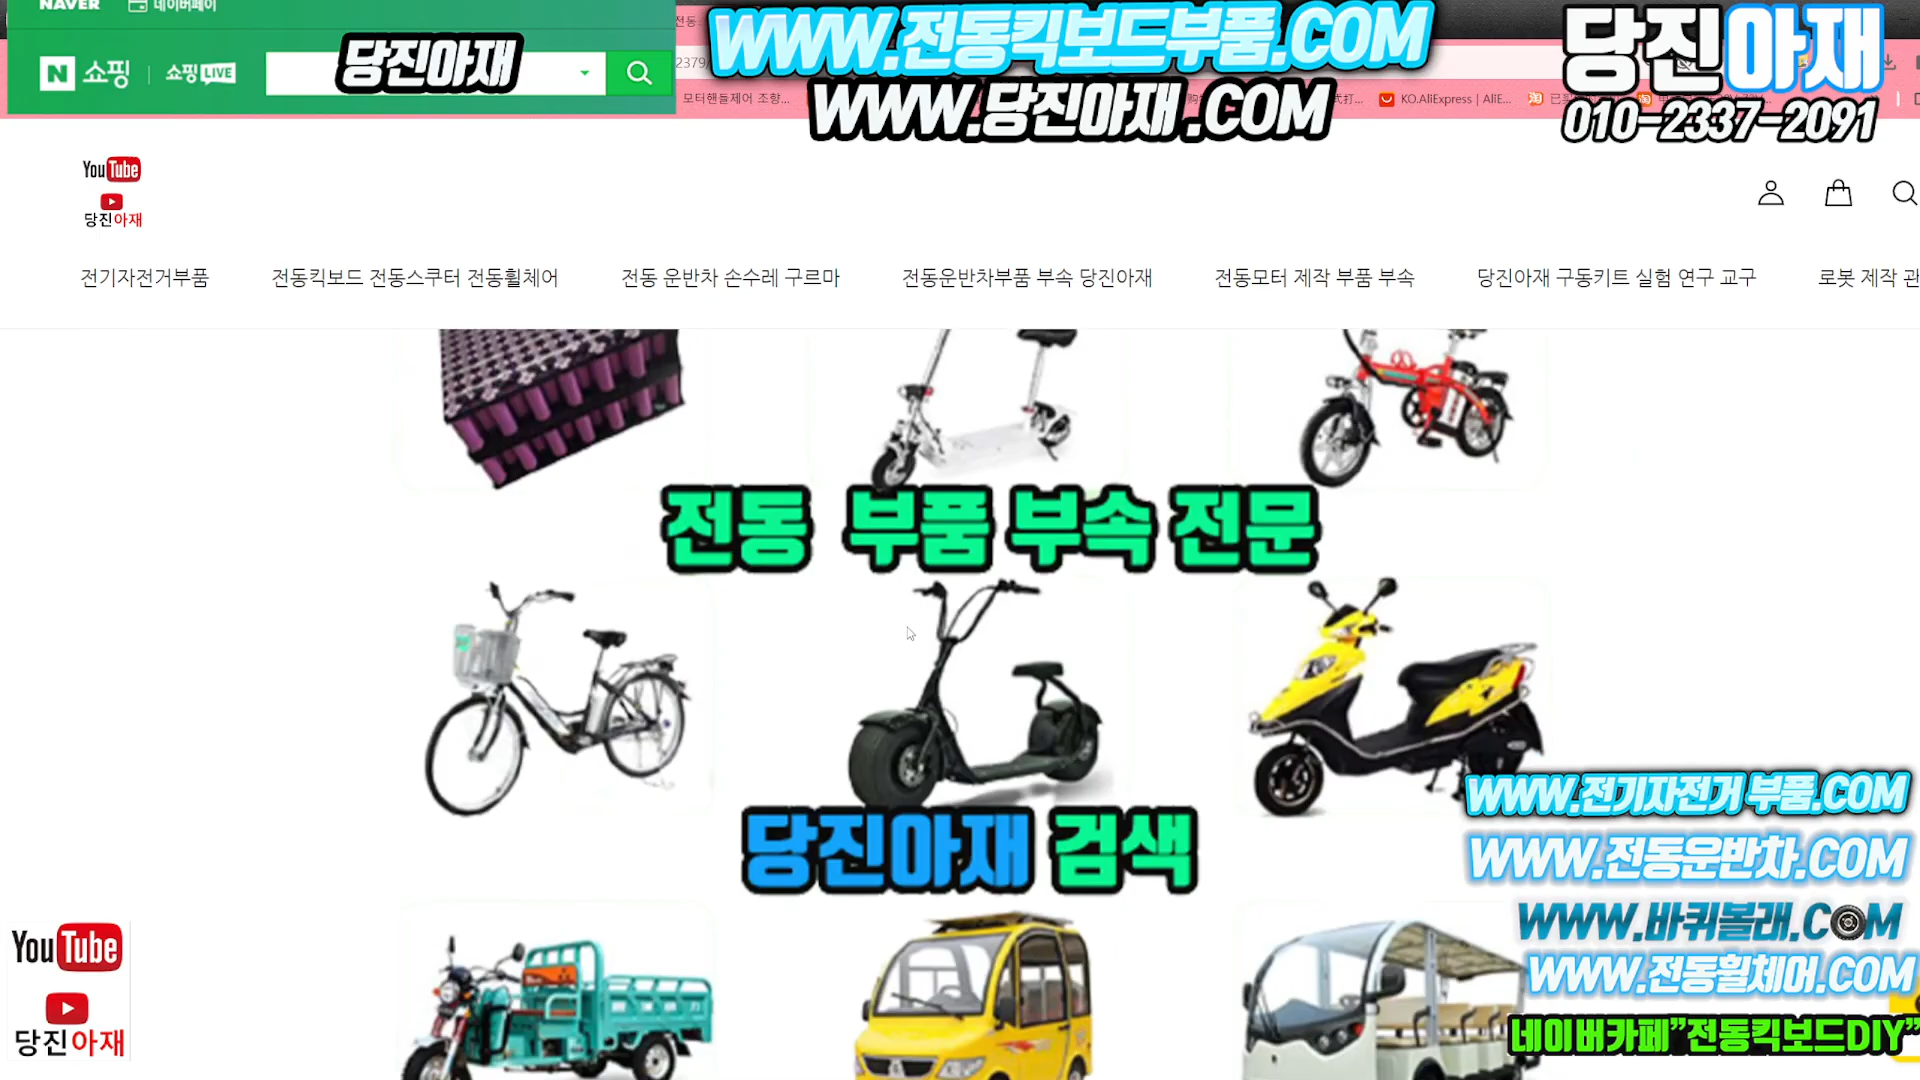 NAVER 네이버페이
N 쇼핑 쇼핑LIVE
당진아재
전동
2379/
모터핸들제어 조향...
WWW.전동킥보드부품.COM
WWW.당진아재.COM
KO.AliExpress | AliE...
당진아재
010-2337-2091
YouTube
당진아재
전기자전거부품 전동킥보드 전동스쿠터 전동휠체어 전동 운반차 손수레 구르마 전동운반차부품 부속 당진아재 전동모터 제작 부품 부속 당진아재 구동키트 실험 연구 교구 로봇 제작 관
전동 부품 부속 전문
당진아재 검색
WWW.전기자전거 부품.COM
WWW.전동운반차.COM
WWW.바퀴볼래.COM
WWW.전동휠체어.COM
네이버카페"전동킥보드DIY"
YouTube
당진아재